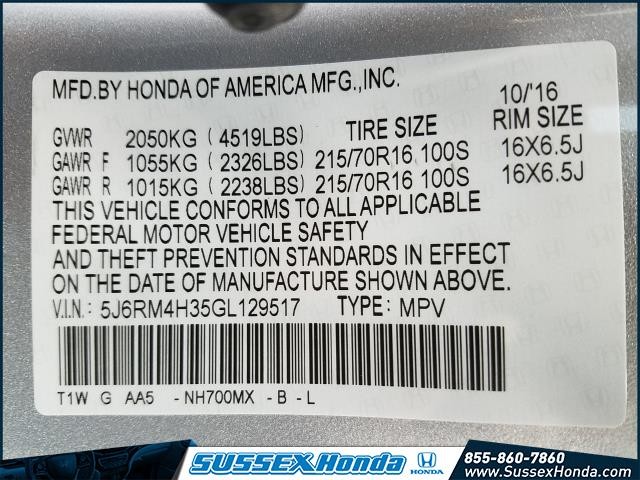 MFD.BY HONDA OF AMERICA MFG.,INC. 10/'16
GVWR 2050KG ( 4519LBS) TIRE SIZE RIM SIZE
GAWR F 1055KG ( 2326LBS) 215/70R16 100S 16X6.5J
GAWR R 1015KG ( 2238LBS) 215/70R16 100S 16X6.5J
THIS VEHICLE CONFORMS TO ALL APPLICABLE
FEDERAL MOTOR VEHICLE SAFETY
AND THEFT PREVENTION STANDARDS IN EFFECT
ON THE DATE OF MANUFACTURE SHOWN ABOVE.
V.I.N.: 5J6RM4H35GL129517 TYPE: MPV
T1W G AA5 -NH700MX -B -L
SUSSEX Honda HONDA 855-860-7860
www.SussexHonda.com